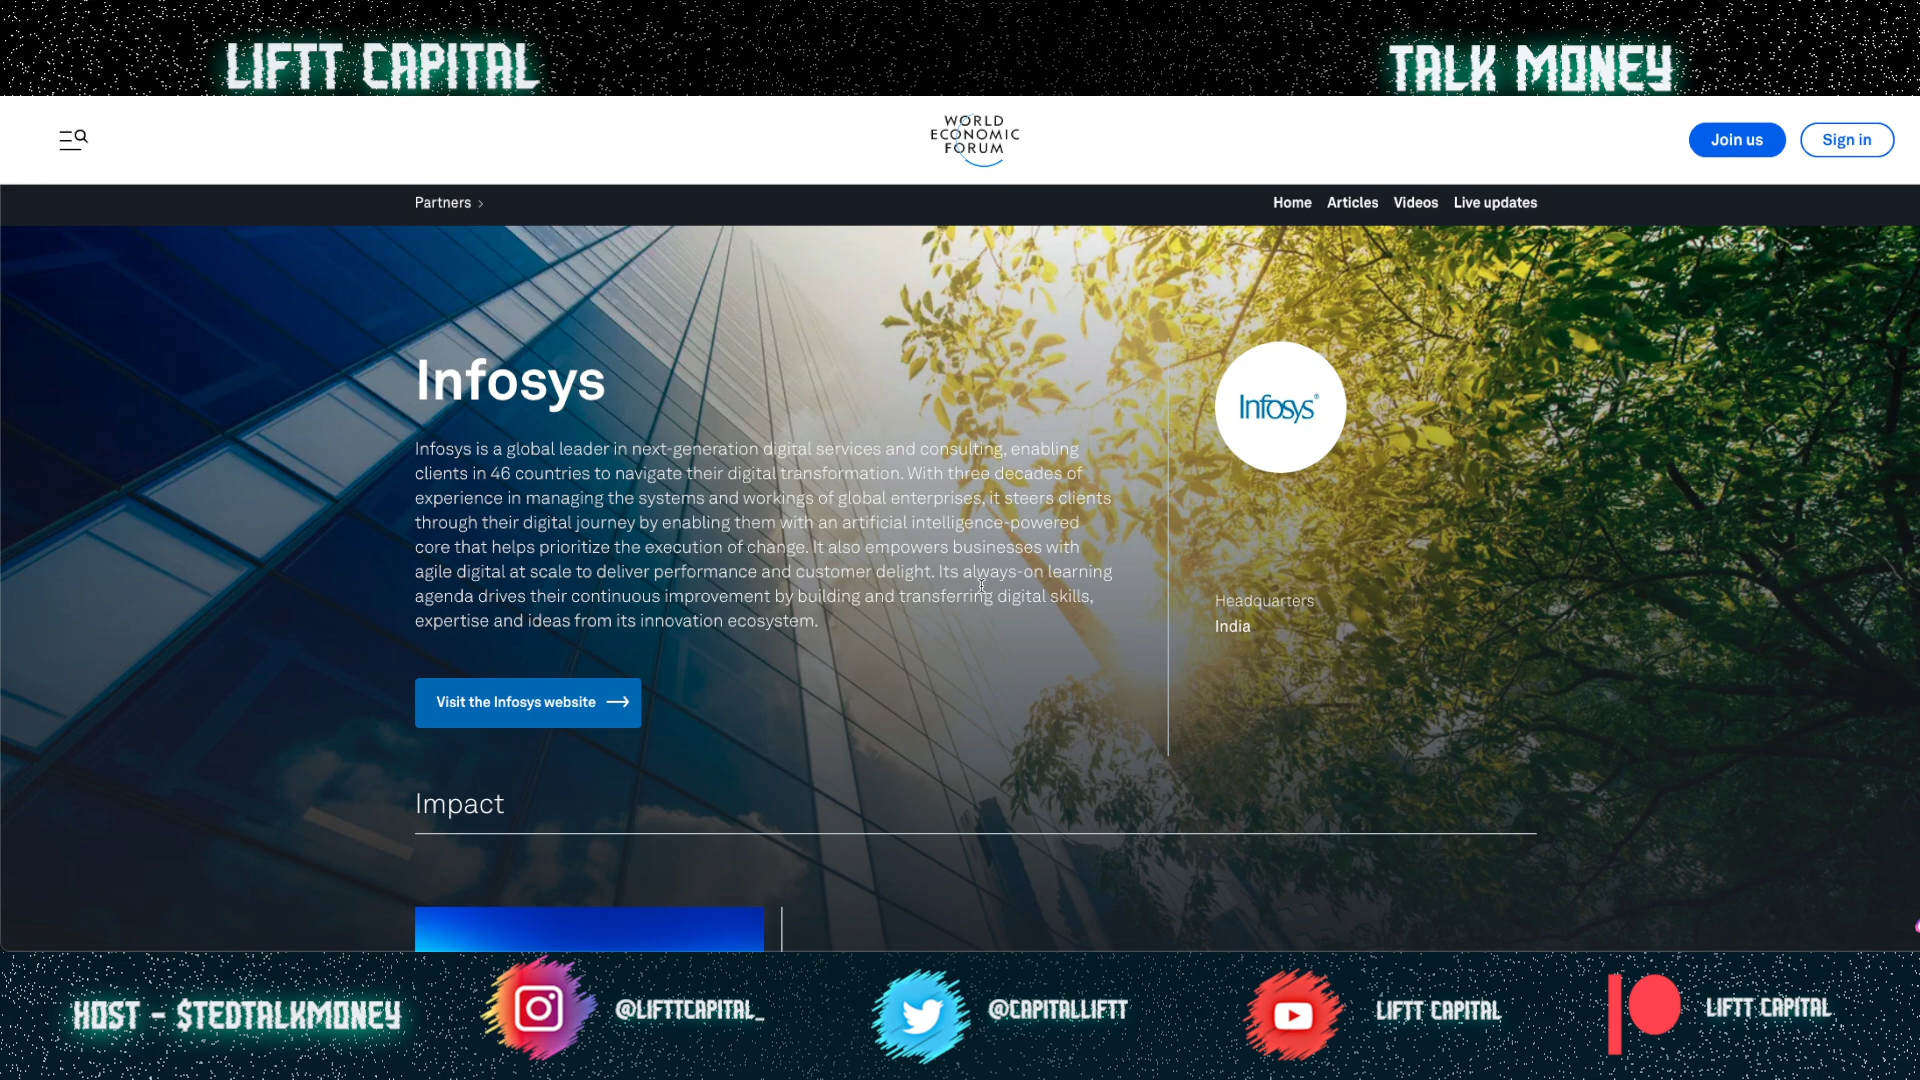 LIFTT CAPITAL
TALK MONEY
WORLD
ECONOMIC
FORUM
Join us
Sign in
Partners >
Home Articles Videos Live updates
Infosys
Infosys®
Infosys is a global leader in next-generation digital services and consulting, enabling
clients in 46 countries to navigate their digital transformation. With three decades of
experience in managing the systems and workings of global enterprises, it steers clients
through their digital journey by enabling them with an artificial intelligence-powered
core that helps prioritize the execution of change. It also empowers businesses with
agile digital at scale to deliver performance and customer delight. Its always-on learning
agenda drives their continuous improvement by building and transferring digital skills,
expertise and ideas from its innovation ecosystem.
Headquarters
India
Visit the Infosys website
Impact
HOST - $TEDTALKMONEY
@LIFTTCAPITAL_
@CAPITALLIFTT
LIFTT CAPITAL
LIFTT CAPITAL